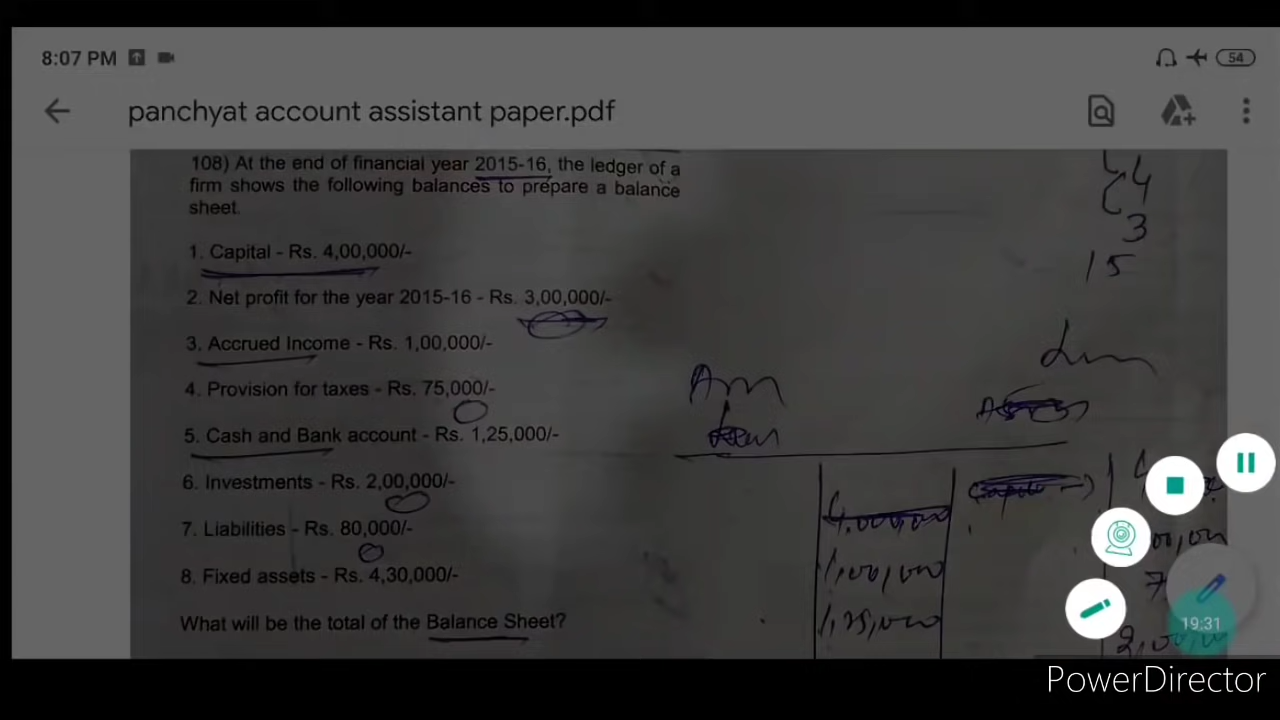 8:07 PM
54
panchyat account assistant paper.pdf
108) At the end of financial year 2015-16, the ledger of a
firm shows the following balances to prepare a balance
sheet.
1. Capital - Rs. 4,00,000/-
2. Net profit for the year 2015-16 - Rs. 3,00,000/-
3. Accrued Income - Rs. 1,00,000/-
4. Provision for taxes - Rs. 75,000/-
5. Cash and Bank account - Rs. 1,25,000/-
6. Investments - Rs. 2,00,000/-
7. Liabilities - Rs. 80,000/-
8. Fixed assets - Rs. 4,30,000/-
What will be the total of the Balance Sheet?
4
4
3
15
4,00,000
1,00,000
1,25,000
19:31
PowerDirector